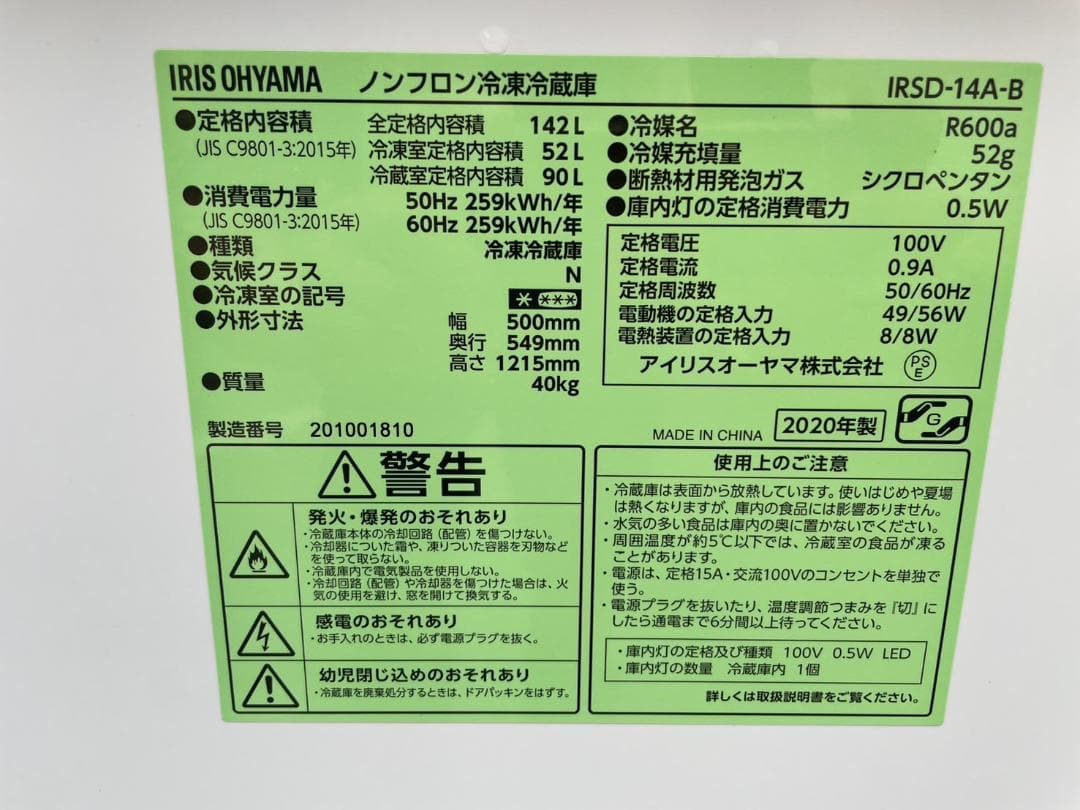 IRIS OHYAMA ノンフロン冷凍冷蔵庫 IRSD-14A-B
●定格内容積 全定格内容積 142L
(JIS C9801-3:2015年) 冷凍室定格内容積 52L
冷蔵室定格内容積 90L
●消費電力量 50Hz 259kWh/年
(JIS C9801-3:2015年) 60Hz 259kWh/年
●種類 冷凍冷蔵庫
●気候クラス N
●冷凍室の記号
●外形寸法 幅 500mm
奥行 549mm
高さ 1215mm
●質量 40kg
製造番号 201001810
●冷媒名 R600a
●冷媒充填量 52g
●断熱材用発泡ガス シクロペンタン
●庫内灯の定格消費電力 0.5W
定格電圧 100V
定格電流 0.9A
定格周波数 50/60Hz
電動機の定格入力 49/56W
電熱装置の定格入力 8/8W
アイリスオーヤマ株式会社 PSE
MADE IN CHINA 2020年製 G
警告
発火・爆発のおそれあり
・冷蔵庫本体の冷却回路（配管）を傷つけない。
・冷却器についた霜や、凍りついた容器を刃物など
を使って取らない。
・冷蔵庫内で電気製品を使用しない。
・冷却回路（配管）や冷却器を傷つけた場合は、火
気の使用を避け、窓を開けて換気する。
感電のおそれあり
・お手入れのときは、必ず電源プラグを抜く。
幼児閉じ込めのおそれあり
・冷蔵庫を廃棄処分するときは、ドアパッキンをはずす。
使用上のご注意
・冷蔵庫は表面から放熱しています。使いはじめや夏場
は熱くなりますが、庫内の食品には影響ありません。
・水気の多い食品は庫内の奥に置かないでください。
・周囲温度が約5℃以下では、冷蔵室の食品が凍る
ことがあります。
・電源は、定格15A・交流100Vのコンセントを単独で
使う。
・電源プラグを抜いたり、温度調節つまみを『切』に
したら通電まで6分間以上待ってください。
・庫内灯の定格及び種類 100V 0.5W LED
・庫内灯の数量 冷蔵庫内 1個
詳しくは取扱説明書をご覧ください。